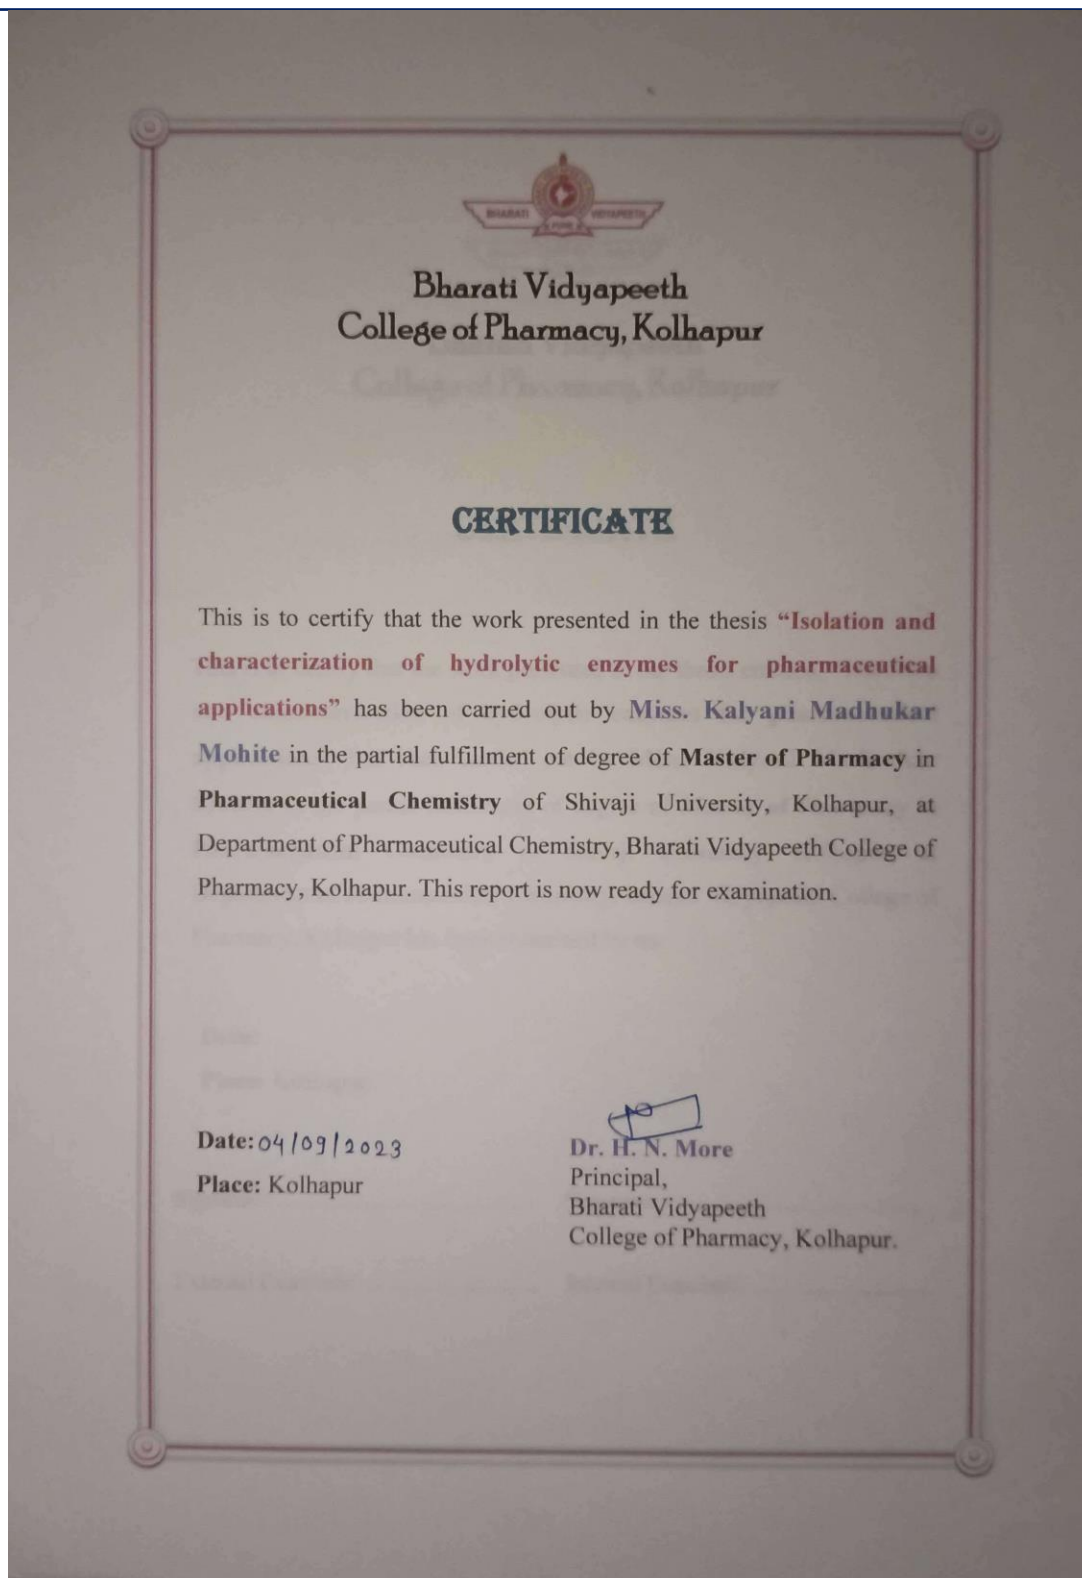 BHARATI VIDYAPEETH
Bharati Vidyapeeth
College of Pharmacy, Kolhapur
CERTIFICATE
This is to certify that the work presented in the thesis “Isolation and
characterization of hydrolytic enzymes for pharmaceutical
applications” has been carried out by Miss. Kalyani Madhukar
Mohite in the partial fulfillment of degree of Master of Pharmacy in
Pharmaceutical Chemistry of Shivaji University, Kolhapur, at
Department of Pharmaceutical Chemistry, Bharati Vidyapeeth College of
Pharmacy, Kolhapur. This report is now ready for examination.
Date: 04/09/2023
Place: Kolhapur
Dr. H. N. More
Principal,
Bharati Vidyapeeth
College of Pharmacy, Kolhapur.